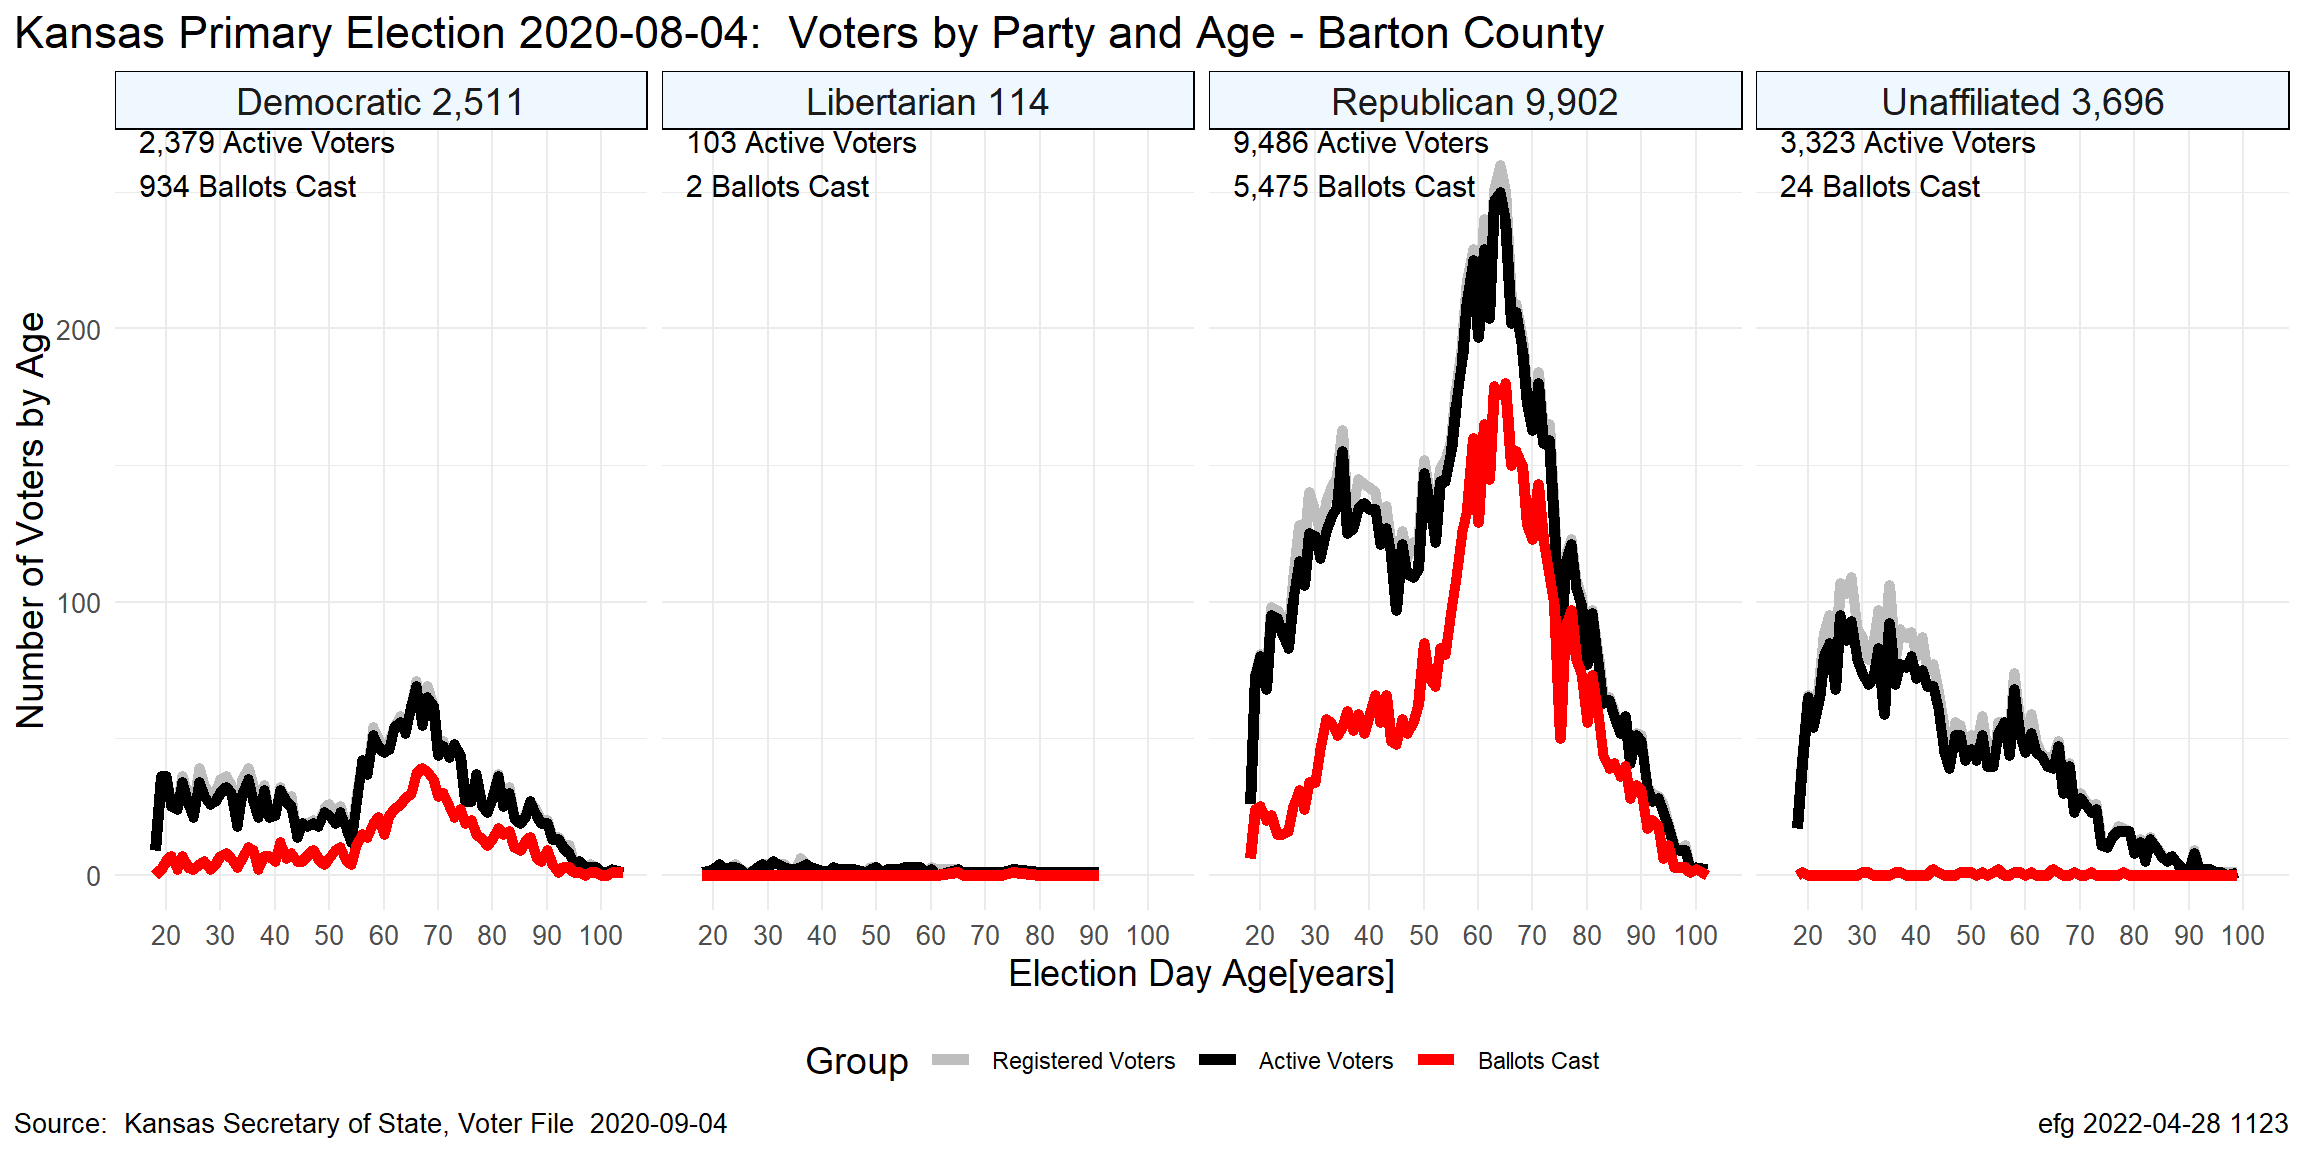 Kansas Primary Election 2020-08-04:  Voters by Party and Age - Barton County
Democratic 2,511
Libertarian 114
Republican 9,902
Unaffiliated 3,696
2,379 Active Voters
934 Ballots Cast
103 Active Voters
2 Ballots Cast
9,486 Active Voters
5,475 Ballots Cast
3,323 Active Voters
24 Ballots Cast
Number of Voters by Age
200
100
0
20 30 40 50 60 70 80 90 100
20 30 40 50 60 70 80 90 100
20 30 40 50 60 70 80 90 100
20 30 40 50 60 70 80 90 100
Election Day Age[years]
Group Registered Voters Active Voters Ballots Cast
Source:  Kansas Secretary of State, Voter File  2020-09-04
efg 2022-04-28 1123